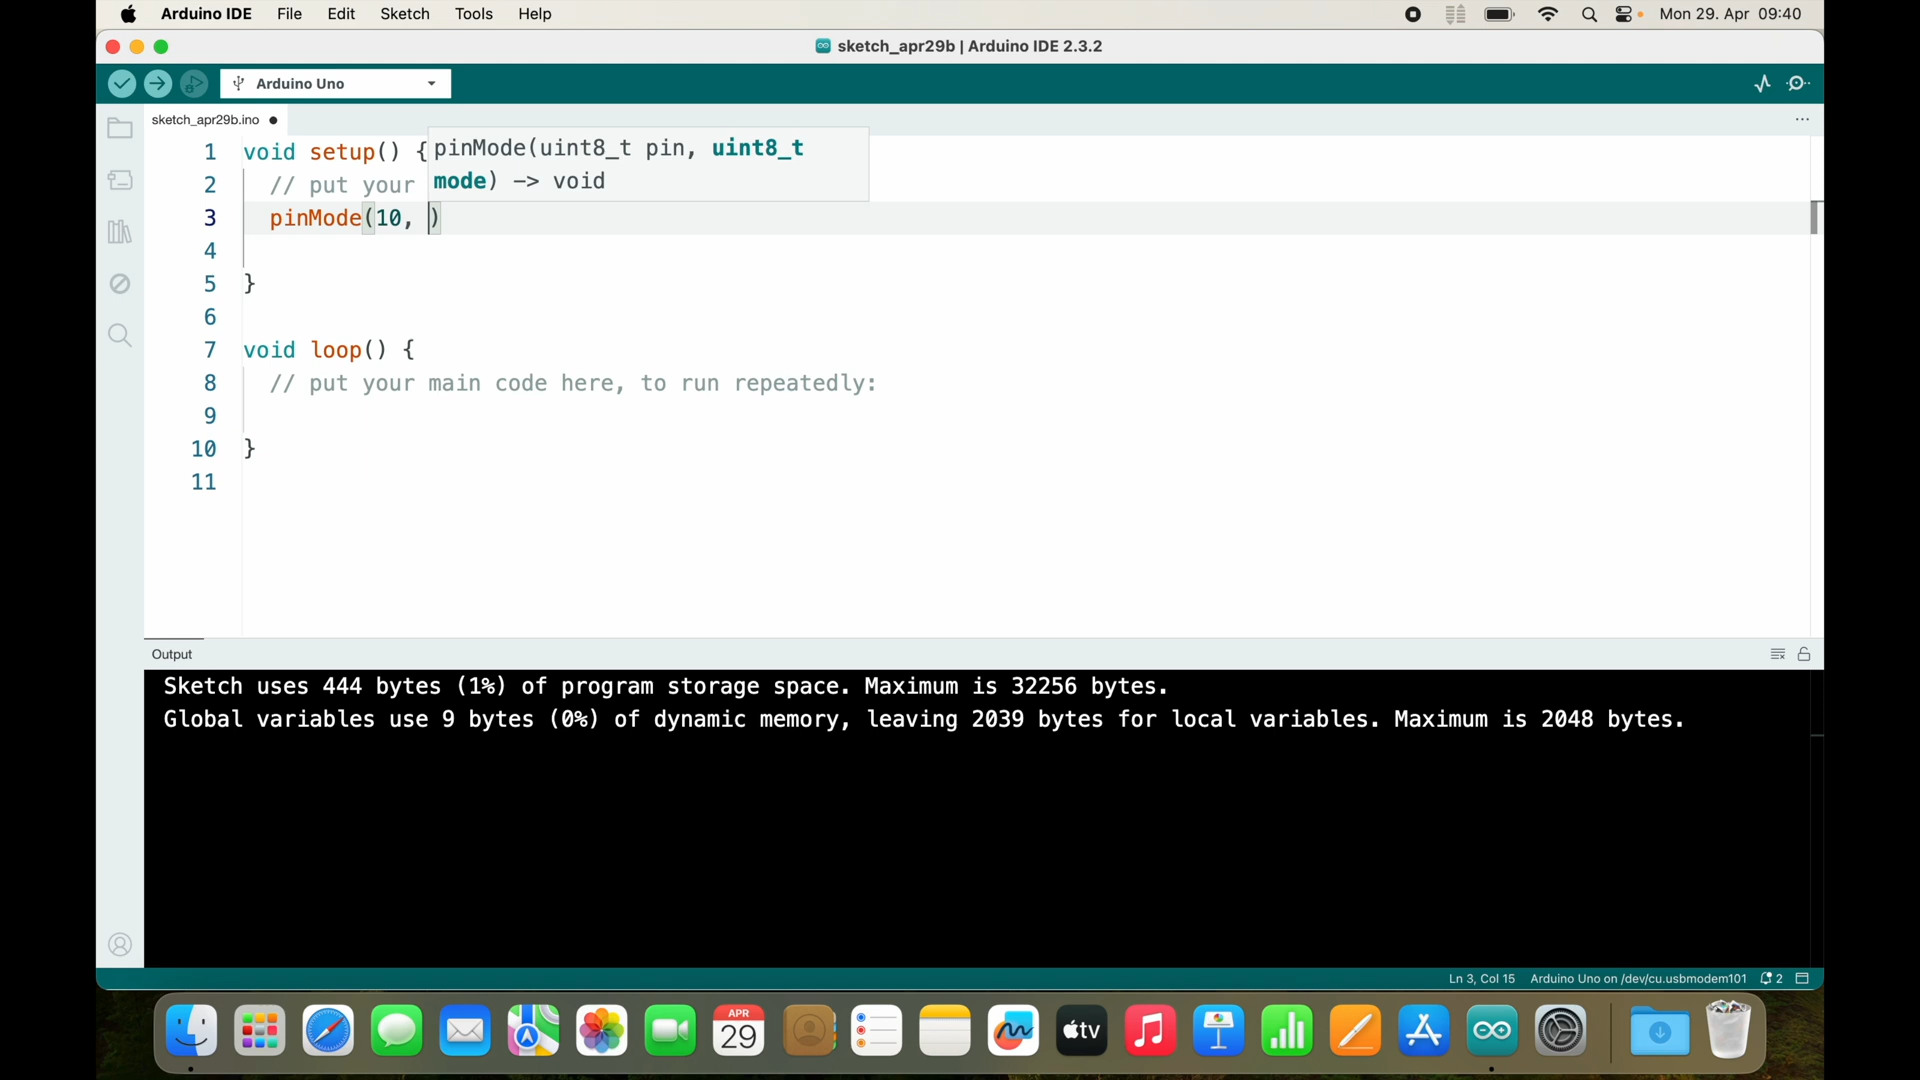 Arduino IDE File Edit Sketch Tools Help Mon 29. Apr 09:40
sketch_apr29b | Arduino IDE 2.3.2
Arduino Uno
sketch_apr29b.ino
1 void setup() {
pinMode(uint8_t pin, uint8_t
mode) -> void
2 // put your
3 pinMode(10, )
4
5 }
6
7 void loop() {
8 // put your main code here, to run repeatedly:
9
10 }
11
Output
Sketch uses 444 bytes (1%) of program storage space. Maximum is 32256 bytes.
Global variables use 9 bytes (0%) of dynamic memory, leaving 2039 bytes for local variables. Maximum is 2048 bytes.
Ln 3, Col 15 Arduino Uno on /dev/cu.usbmodem101 2
APR
29
tv